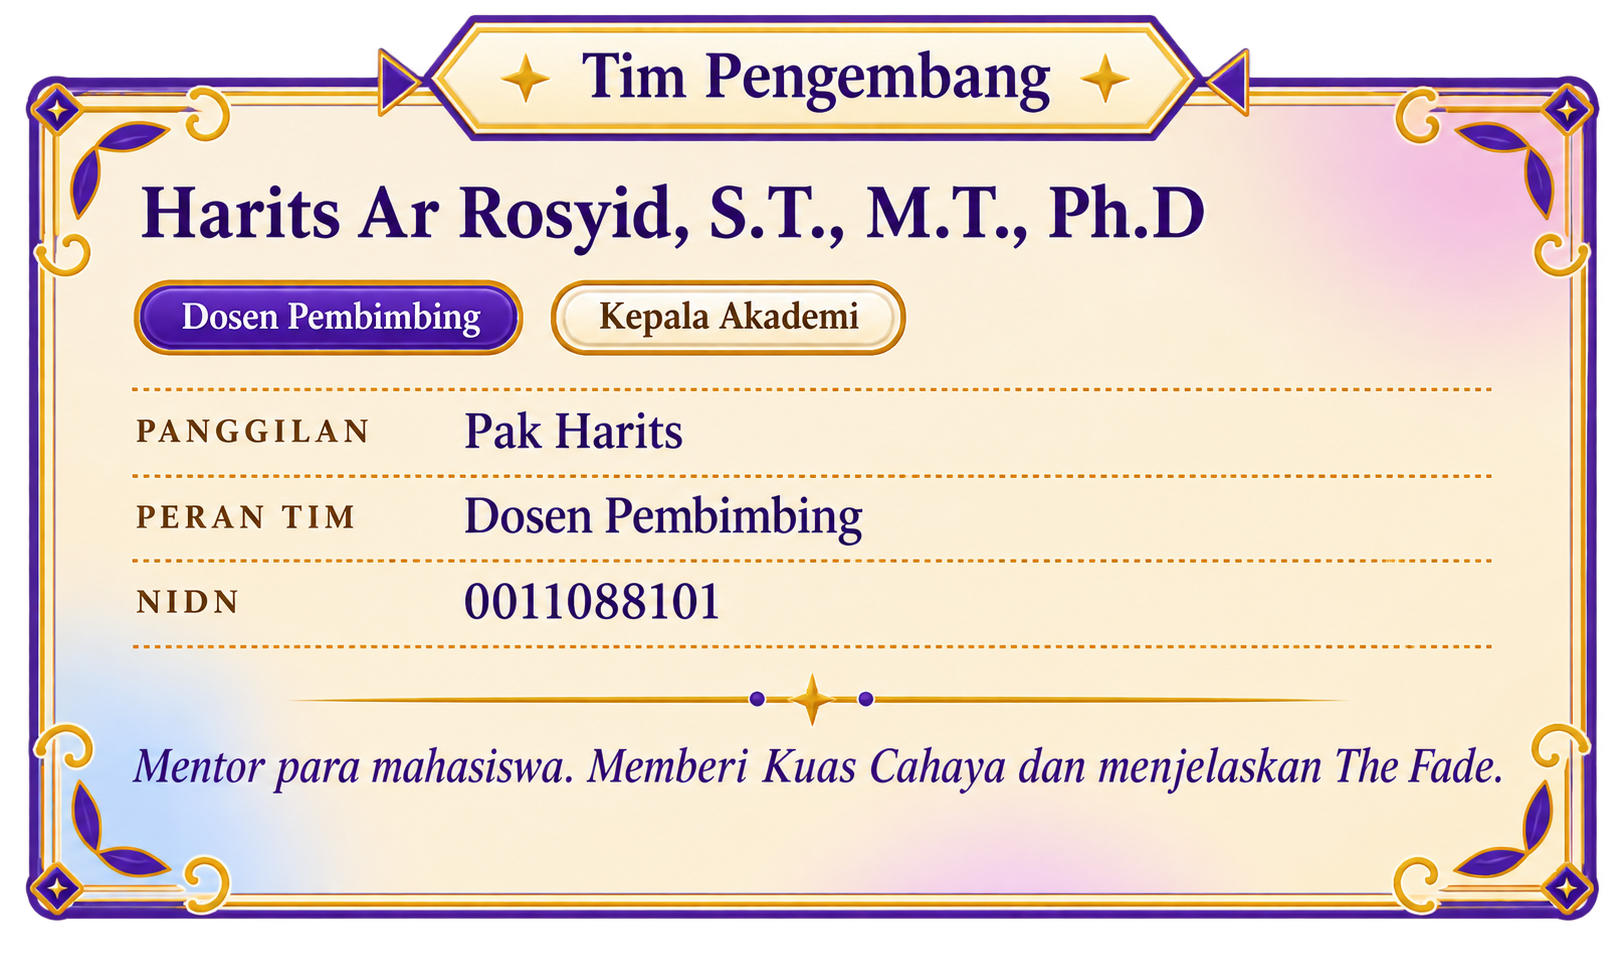 Tim Pengembang
Harits Ar Rosyid, S.T., M.T., Ph.D
Dosen Pembimbing Kepala Akademi
PANGGILAN Pak Harits
PERAN TIM Dosen Pembimbing
NIDN 0011088101
Mentor para mahasiswa. Memberi Kuas Cahaya dan menjelaskan The Fade.